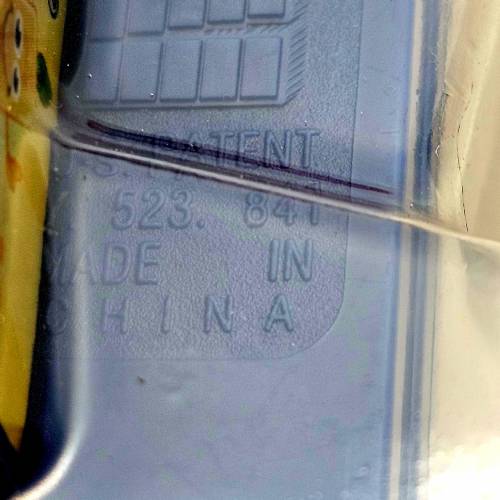 U.S. PATENT
523. 841
MADE IN
CHINA